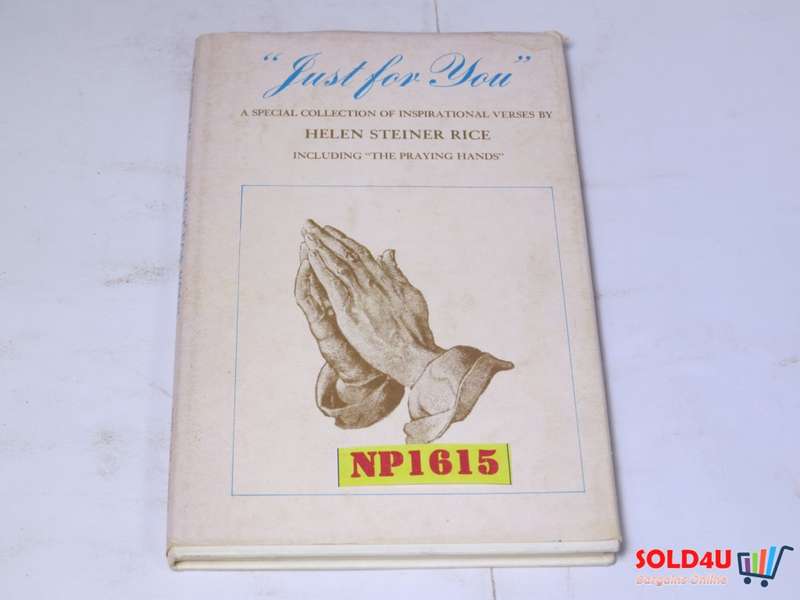 "Just for You"
A SPECIAL COLLECTION OF INSPIRATIONAL VERSES BY
HELEN STEINER RICE
INCLUDING "THE PRAYING HANDS"
NP1615
SOLD4U
Bargains Online